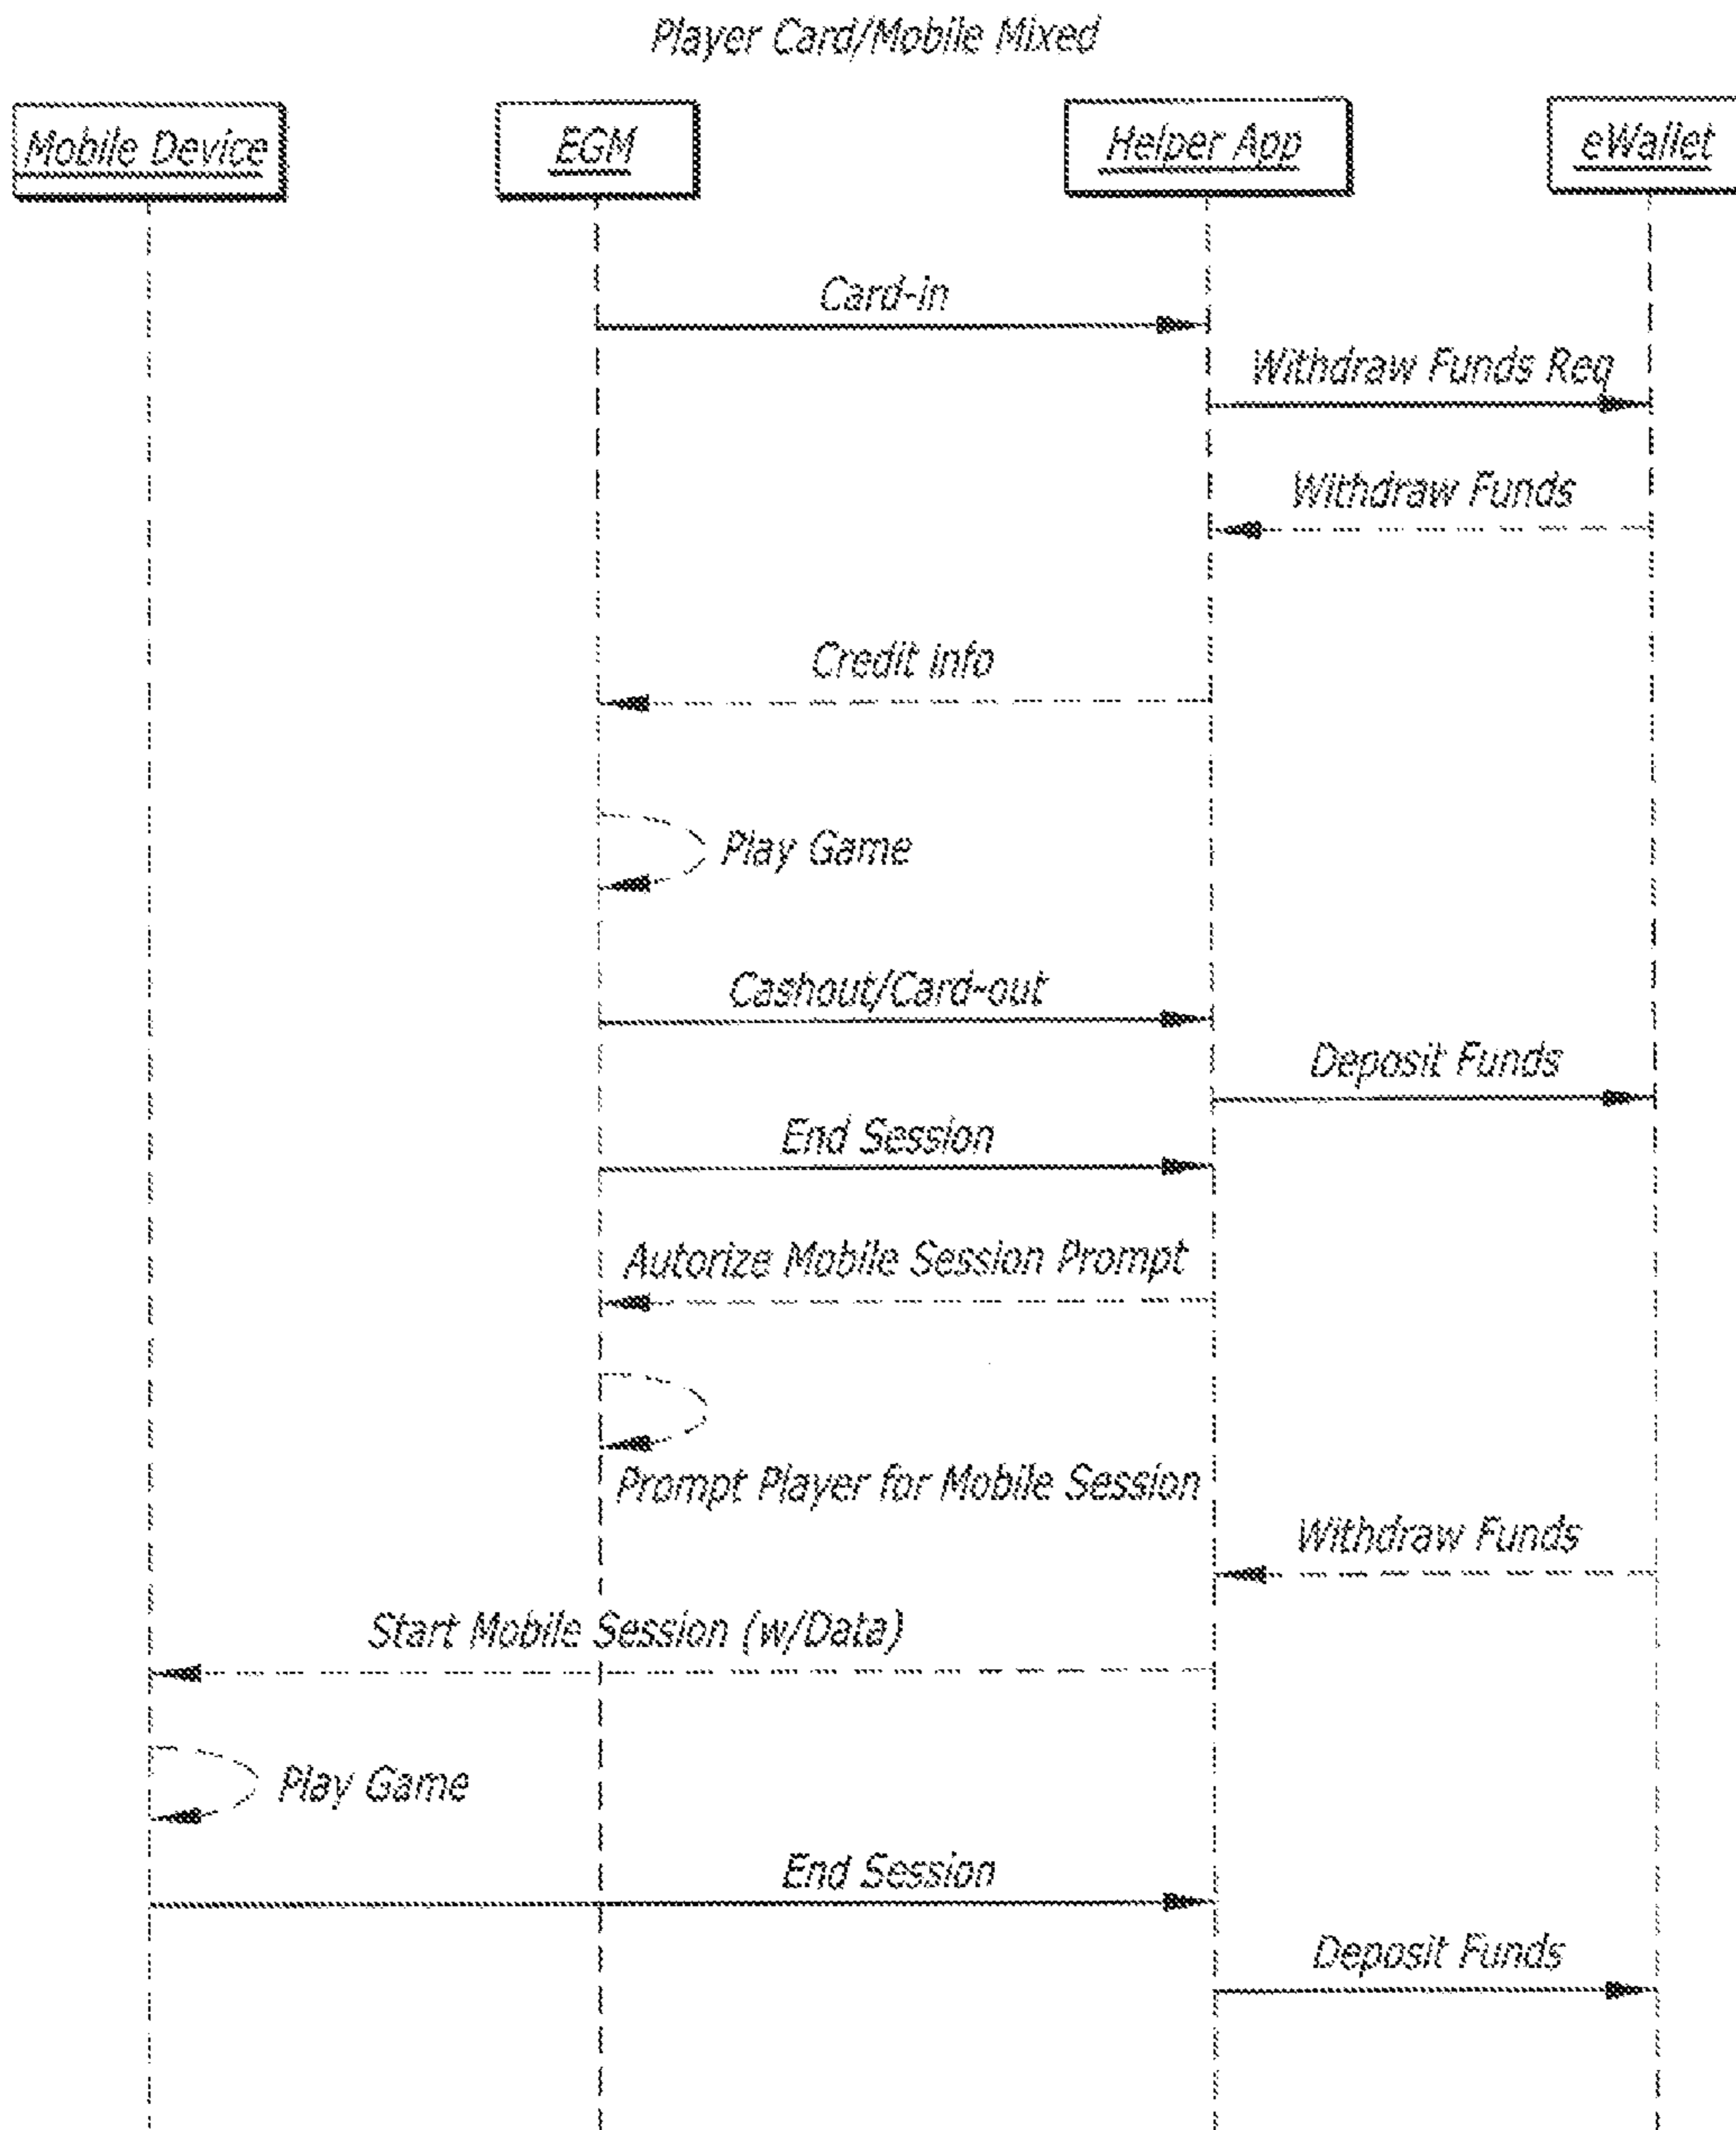 Player Card/Mobile Mixed
Mobile Device
EGM
Helper App
eWallet
Card-in
Withdraw Funds Req
Withdraw Funds
Credit info
Play Game
Cashout/Card-out
Deposit Funds
End Session
Autorize Mobile Session Prompt
Prompt Player for Mobile Session
Withdraw Funds
Start Mobile Session (w/Data)
Play Game
End Session
Deposit Funds